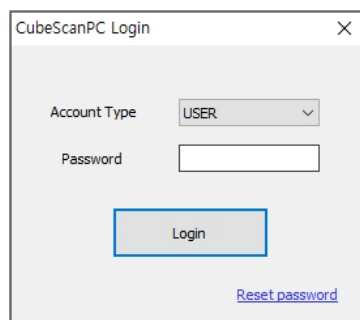 CubeScanPC Login
Account Type USER
Password
Login
Reset password